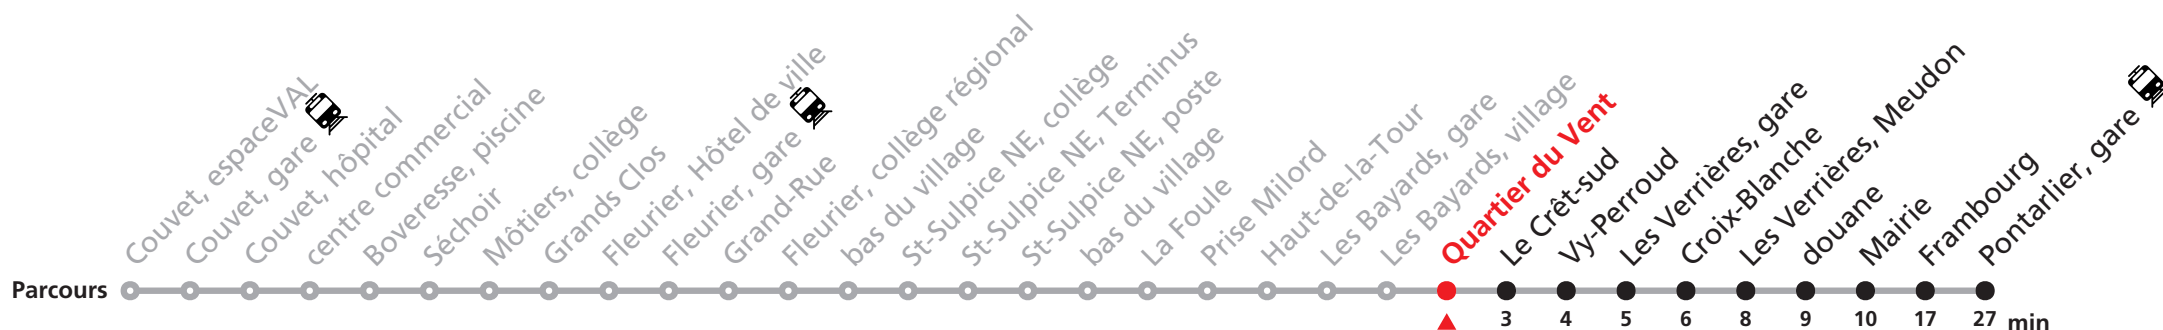 Couvet, espaceVAL
Couvet, gare
Couvet, hôpital
centre commercial
Boveresse, piscine
Séchoir
Môtiers, collège
Grands Clos
Fleurier, Hôtel de ville
Fleurier, gare
Grand-Rue
Fleurier, collège régional
bas du village
St-Sulpice NE, collège
St-Sulpice NE, Terminus
St-Sulpice NE, poste
bas du village
La Foule
Prise Milord
Haut-de-la-Tour
Les Bayards, gare
Les Bayards, village
Quartier du Vent
Le Crêt-sud
Vy-Perroud
Les Verrières, gare
Croix-Blanche
Les Verrières, Meudon
douane
Mairie
Frambourg
Pontarlier, gare
Parcours
3 4 5 6 8 9 10 17 27 min